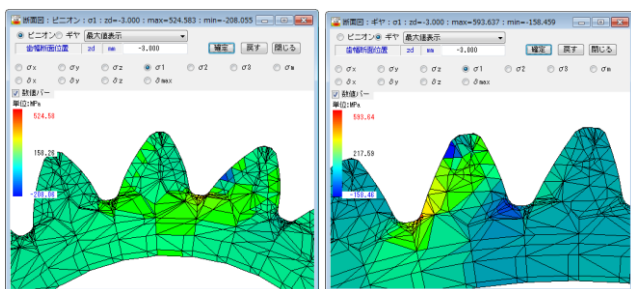 断面図：ピニオン：σ1：zd=-3.000：max=524.583：min=-208.055
ピニオン ギヤ 最大値表示
歯幅断面位置 zd mm -3.000 確定 戻す 閉じる
σx σy σz σ1 σ2 σ3 σm
δx δy δz δmax
数値バー
単位：MPa
524.58
158.26
-208.06
断面図：ギヤ：σ1：zd=-3.000：max=593.637：min=-158.459
ピニオン ギヤ 最大値表示
歯幅断面位置 zd mm -3.000 確定 戻す 閉じる
σx σy σz σ1 σ2 σ3 σm
δx δy δz δmax
数値バー
単位：MPa
593.64
217.59
-158.46